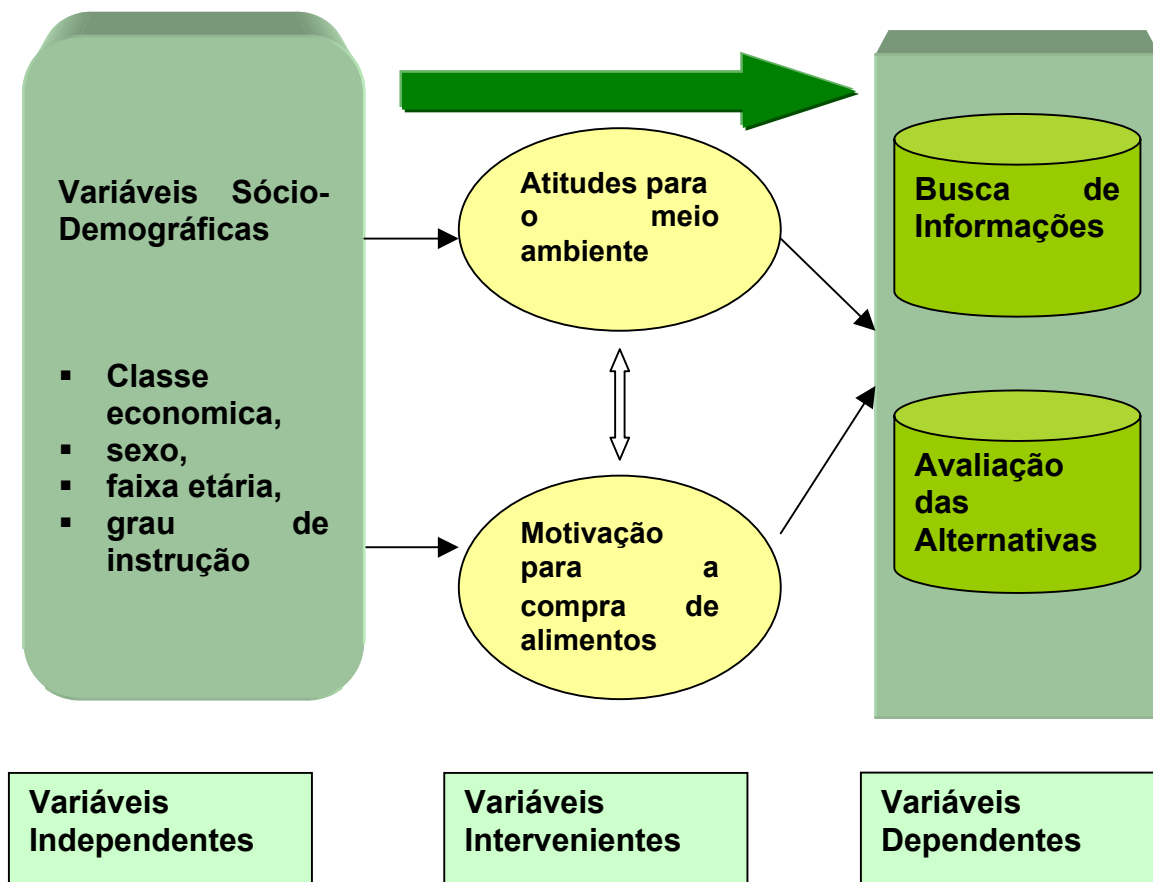 Variáveis Sócio-
Demográficas
▪ Classe
economica,
▪ sexo,
▪ faixa etária,
▪ grau de
instrução
Atitudes para
o meio
ambiente
Motivação
para a
compra de
alimentos
Busca de
Informações
Avaliação
das
Alternativas
Variáveis
Independentes
Variáveis
Intervenientes
Variáveis
Dependentes